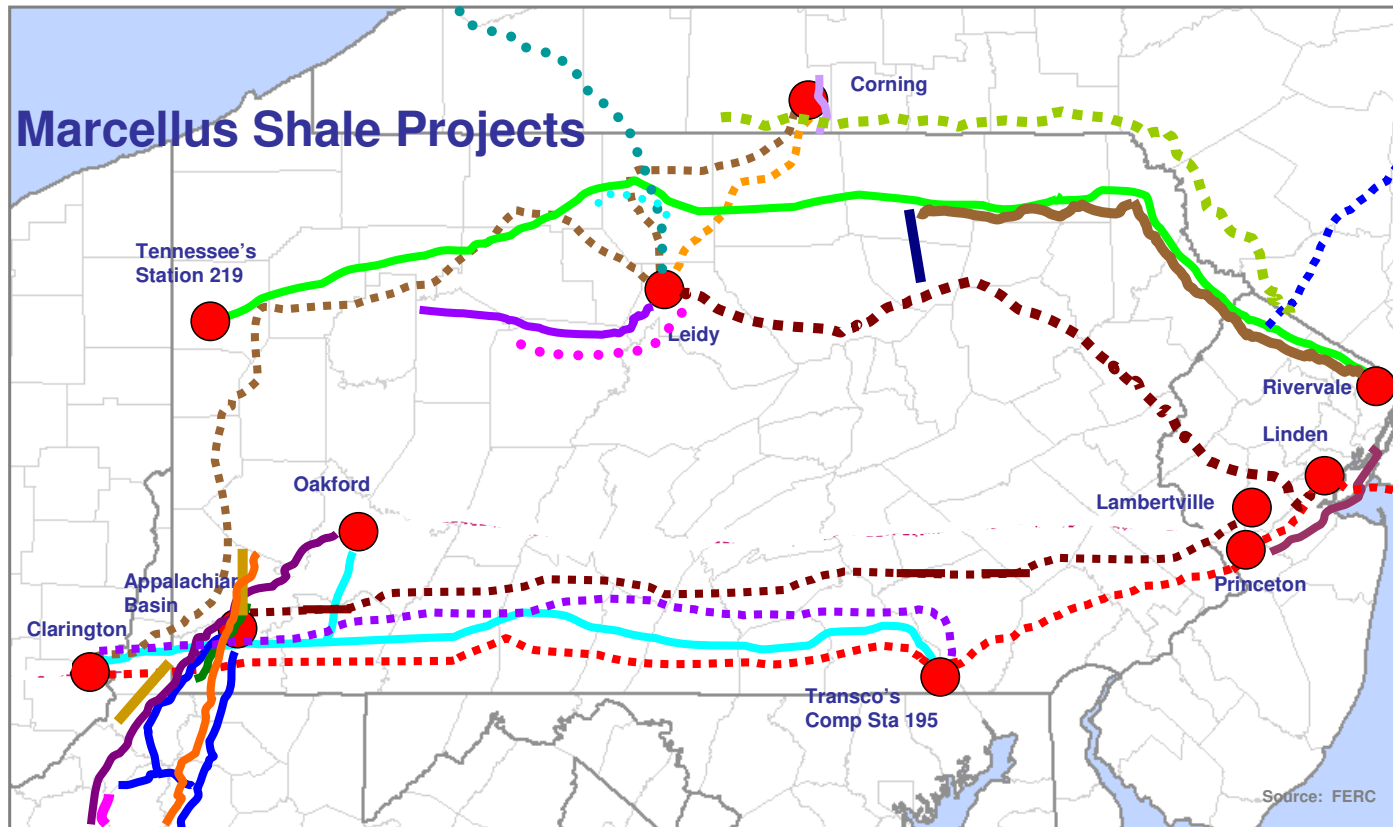 Corning
Marcellus Shale Projects
Tennessee's
Station 219
Leidy
Rivervale
Linden
Oakford
Lambertville
Appalachian
Basin
Princeton
Clarington
Transco's
Comp Sta 195
Source: FERC